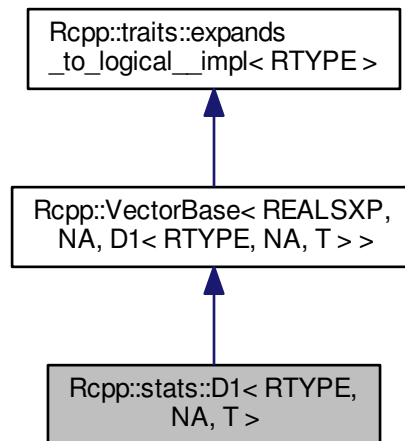 Rcpp::traits::expands
_to_logical__impl< RTYPE >
Rcpp::VectorBase< REALSXP,
NA, D1< RTYPE, NA, T > >
Rcpp::stats::D1< RTYPE,
NA, T >